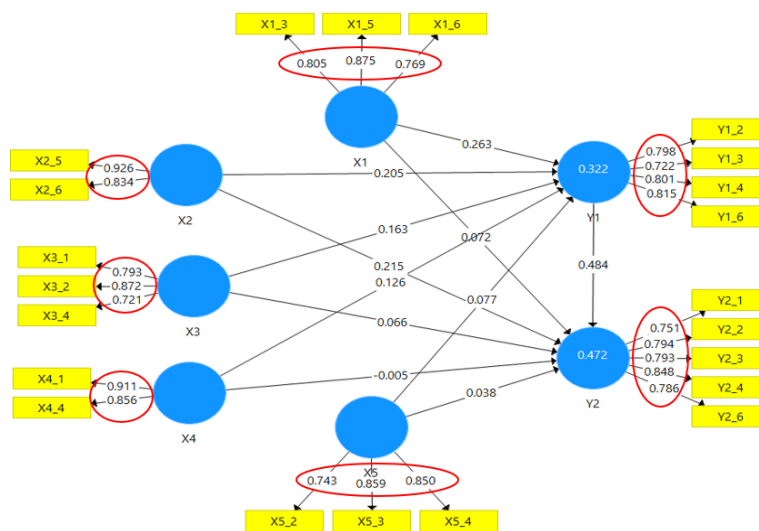 X1_3 X1_5 X1_6
0.805 0.875 0.769
X1
0.263
X2_5
X2_6
0.926
0.834
X2
0.205
0.322
Y1
0.798
0.722
0.801
0.815
Y1_2
Y1_3
Y1_4
Y1_6
0.163
0.072
X3_1
X3_2
X3_4
0.793
0.872
0.721
X3
0.215
0.126
0.077
0.484
0.066
X4_1
X4_4
0.911
0.856
X4
-0.005
0.038
0.472
Y2
0.751
0.794
0.793
0.848
0.786
Y2_1
Y2_2
Y2_3
Y2_4
Y2_6
X5
0.743 0.859 0.850
X5_2 X5_3 X5_4